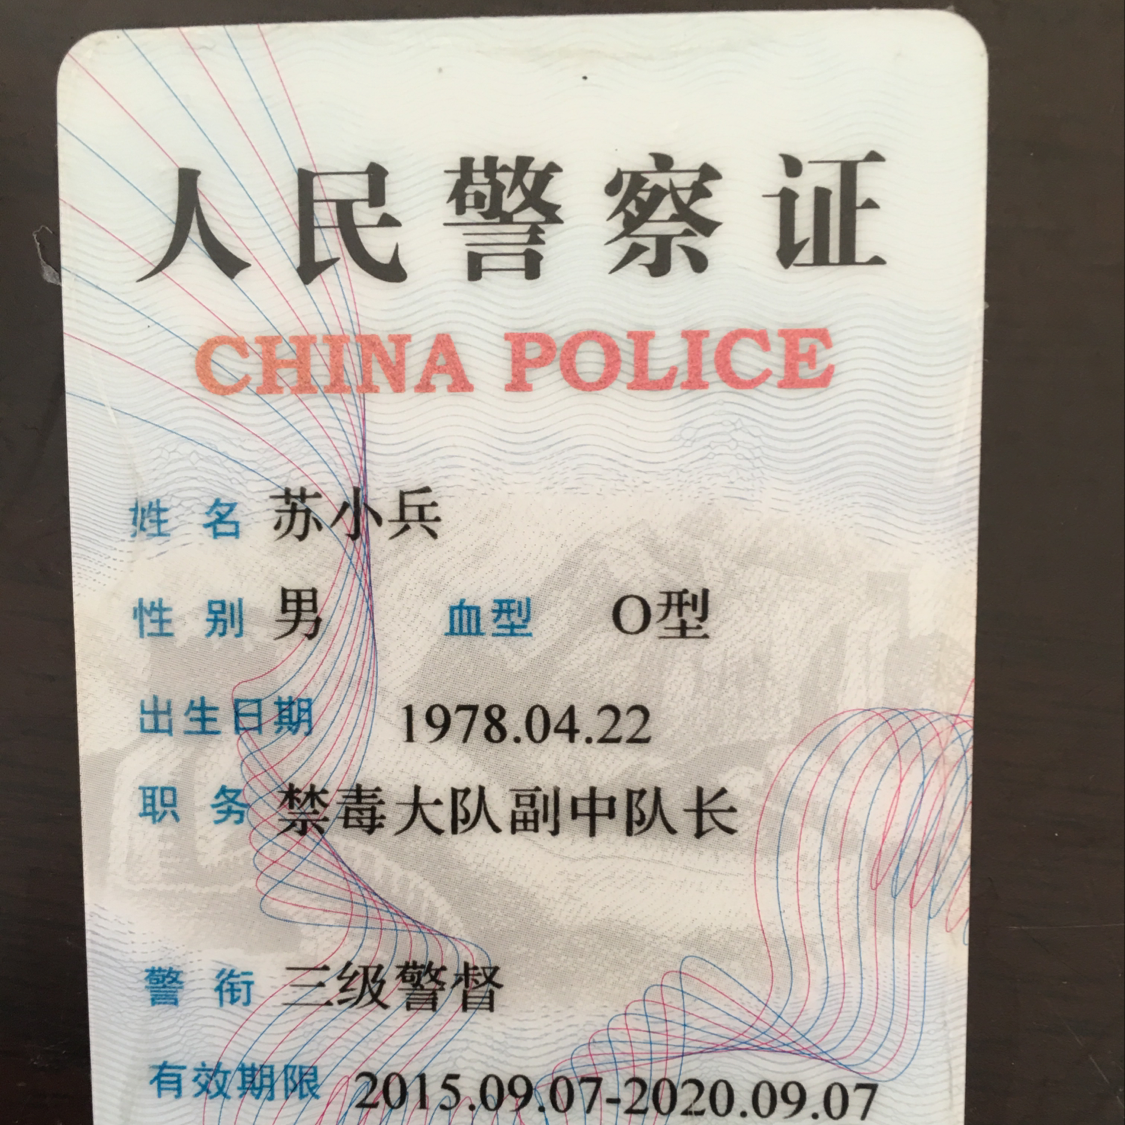 人民警察证
CHINA POLICE
姓名 苏小兵
性别 男 血型 O型
出生日期 1978.04.22
职务 禁毒大队副中队长
警衔 三级警督
有效期限 2015.09.07-2020.09.07